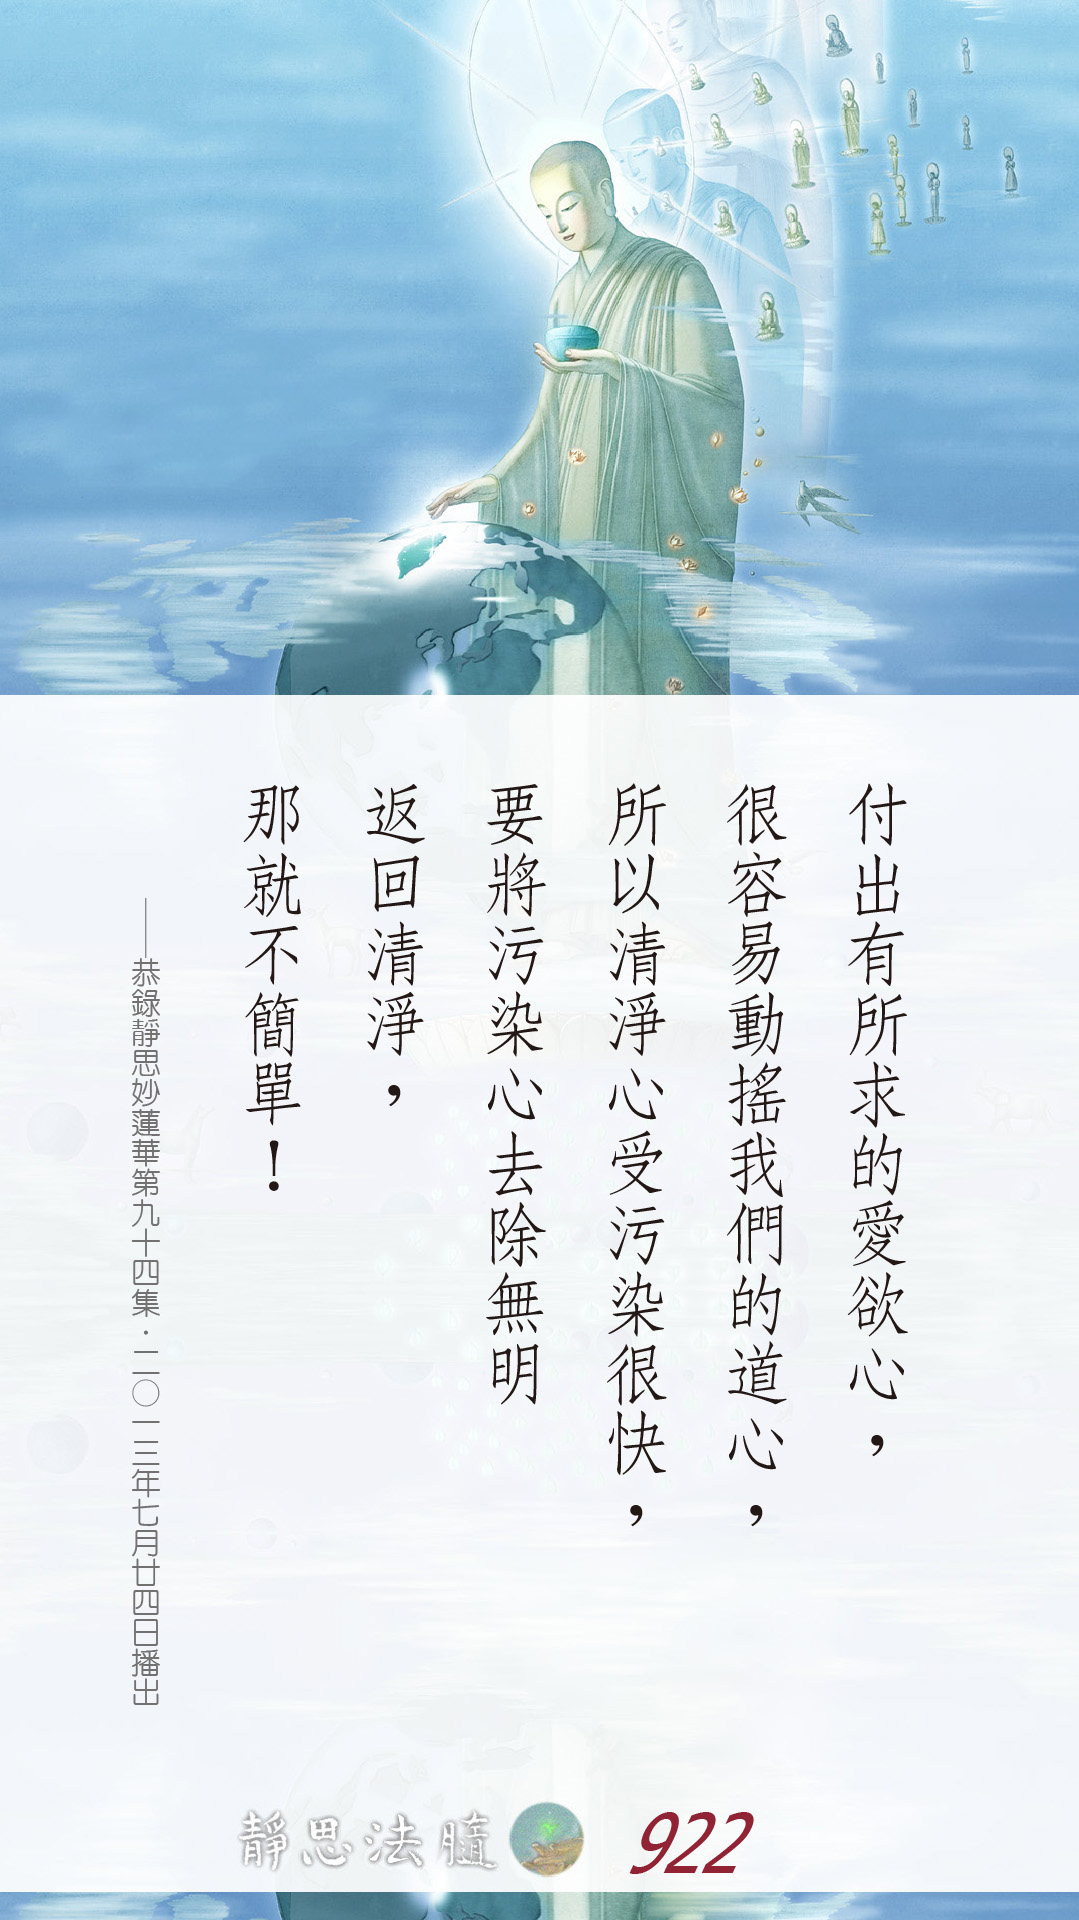 付出有所求的愛欲心，
很容易動搖我們的道心，
所以清淨心受污染很快，
要將污染心去除無明
返回清淨，
那就不簡單！
——恭錄靜思妙蓮華第九十四集．二〇一三年七月廿四日播出
靜思法髓
922